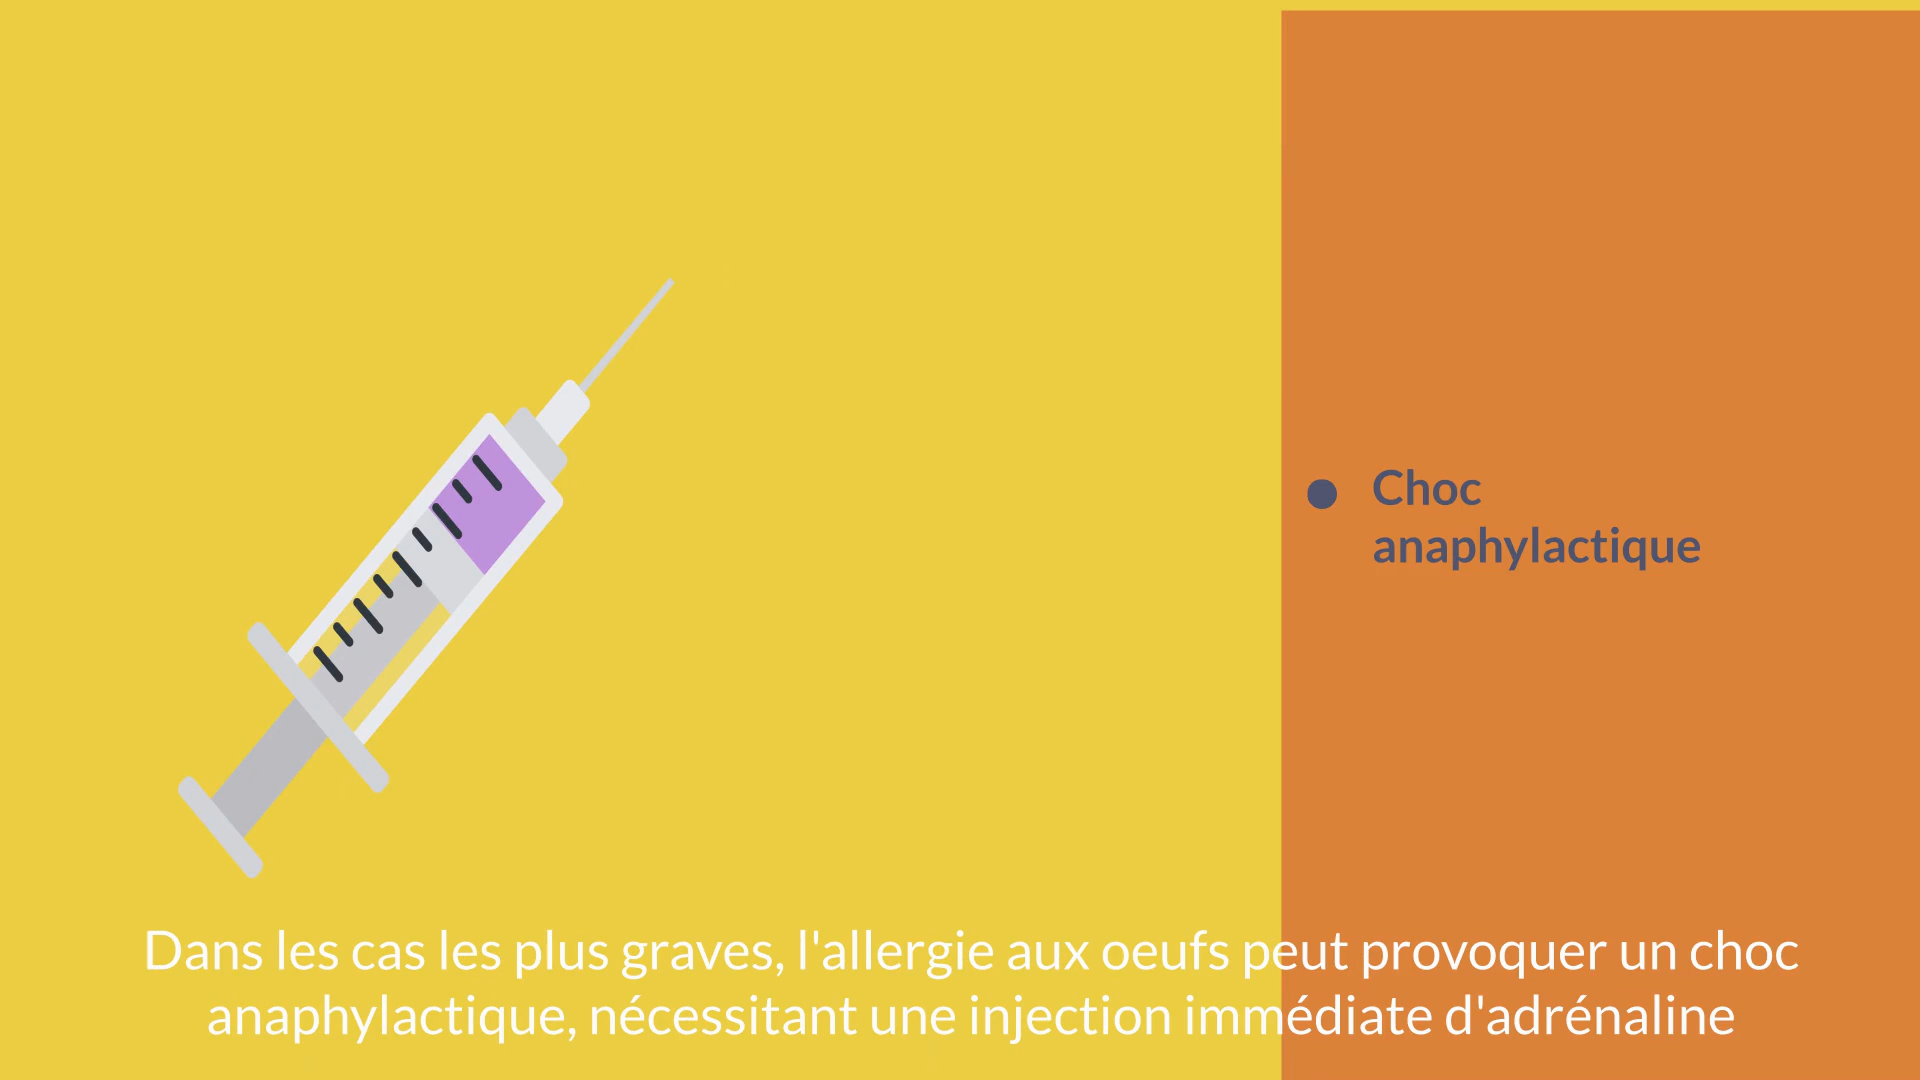 Choc
anaphylactique
Dans les cas les plus graves, l'allergie aux oeufs peut provoquer un choc
anaphylactique, nécessitant une injection immédiate d'adrénaline